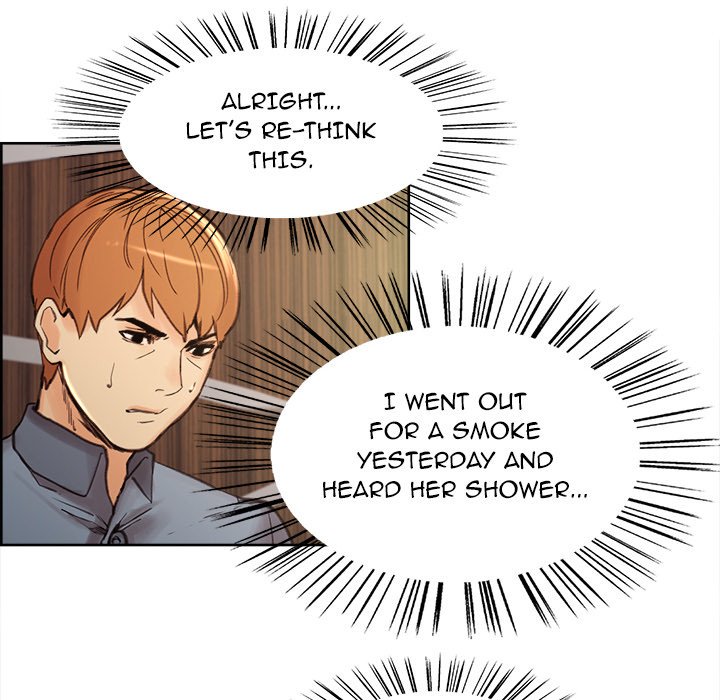 ALRIGHT...
LET'S RE-THINK
THIS.
I WENT OUT
FOR A SMOKE
YESTERDAY AND
HEARD HER SHOWER...